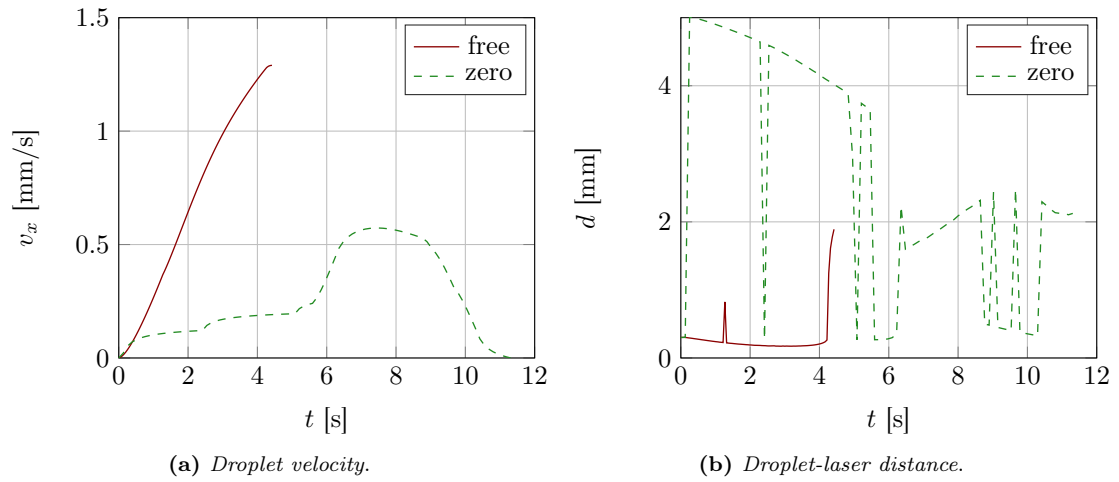 1.5
1
0.5
0
0 2 4 6 8 10 12
v_x [mm/s]
t [s]
free
zero
(a) Droplet velocity.
4
2
0
0 2 4 6 8 10 12
d [mm]
t [s]
free
zero
(b) Droplet-laser distance.